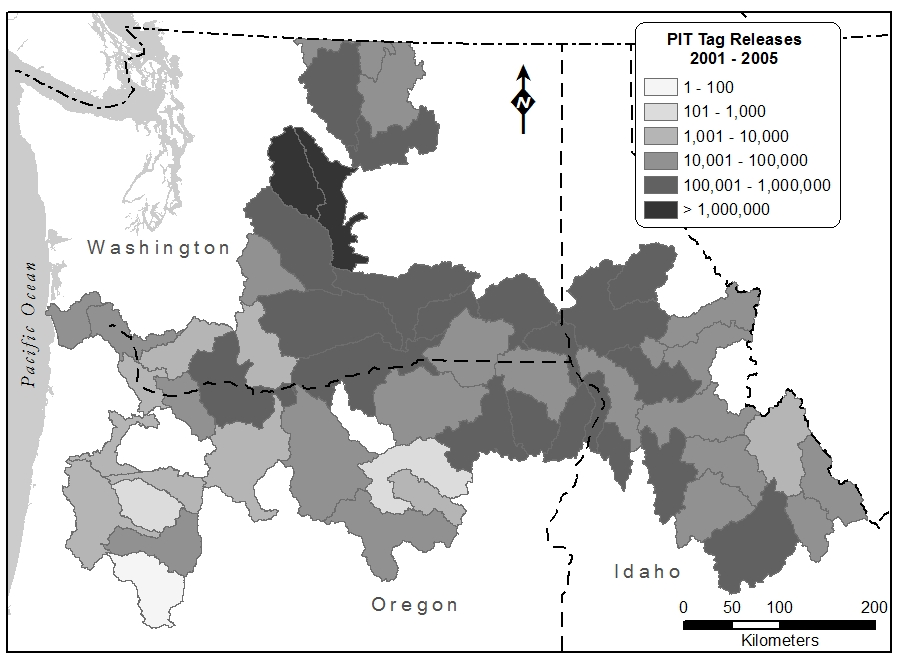 PIT Tag Releases
2001 - 2005
1 - 100
101 - 1,000
1,001 - 10,000
10,001 - 100,000
100,001 - 1,000,000
> 1,000,000
N
Washington
Pacific Ocean
Idaho
Oregon
0 50 100 200
Kilometers